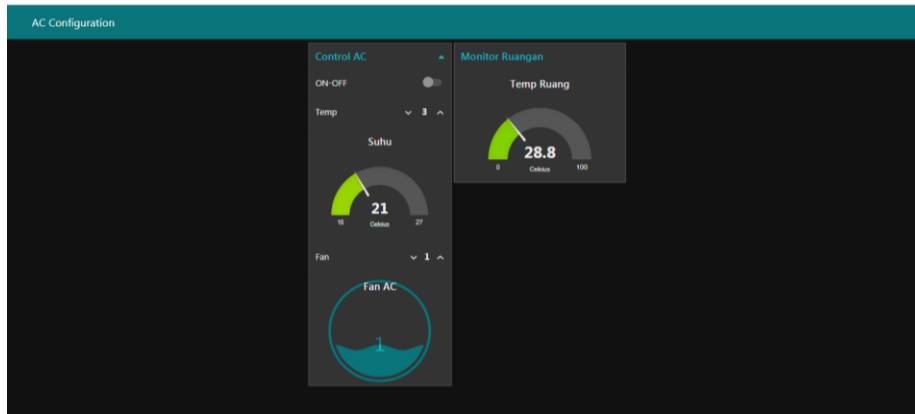 AC Configuration
Control AC
ON-OFF
Temp
3
Suhu
21
Celsius
27
Fan
1
Fan AC
1
Monitor Ruangan
Temp Ruang
28.8
0
Celsius
100